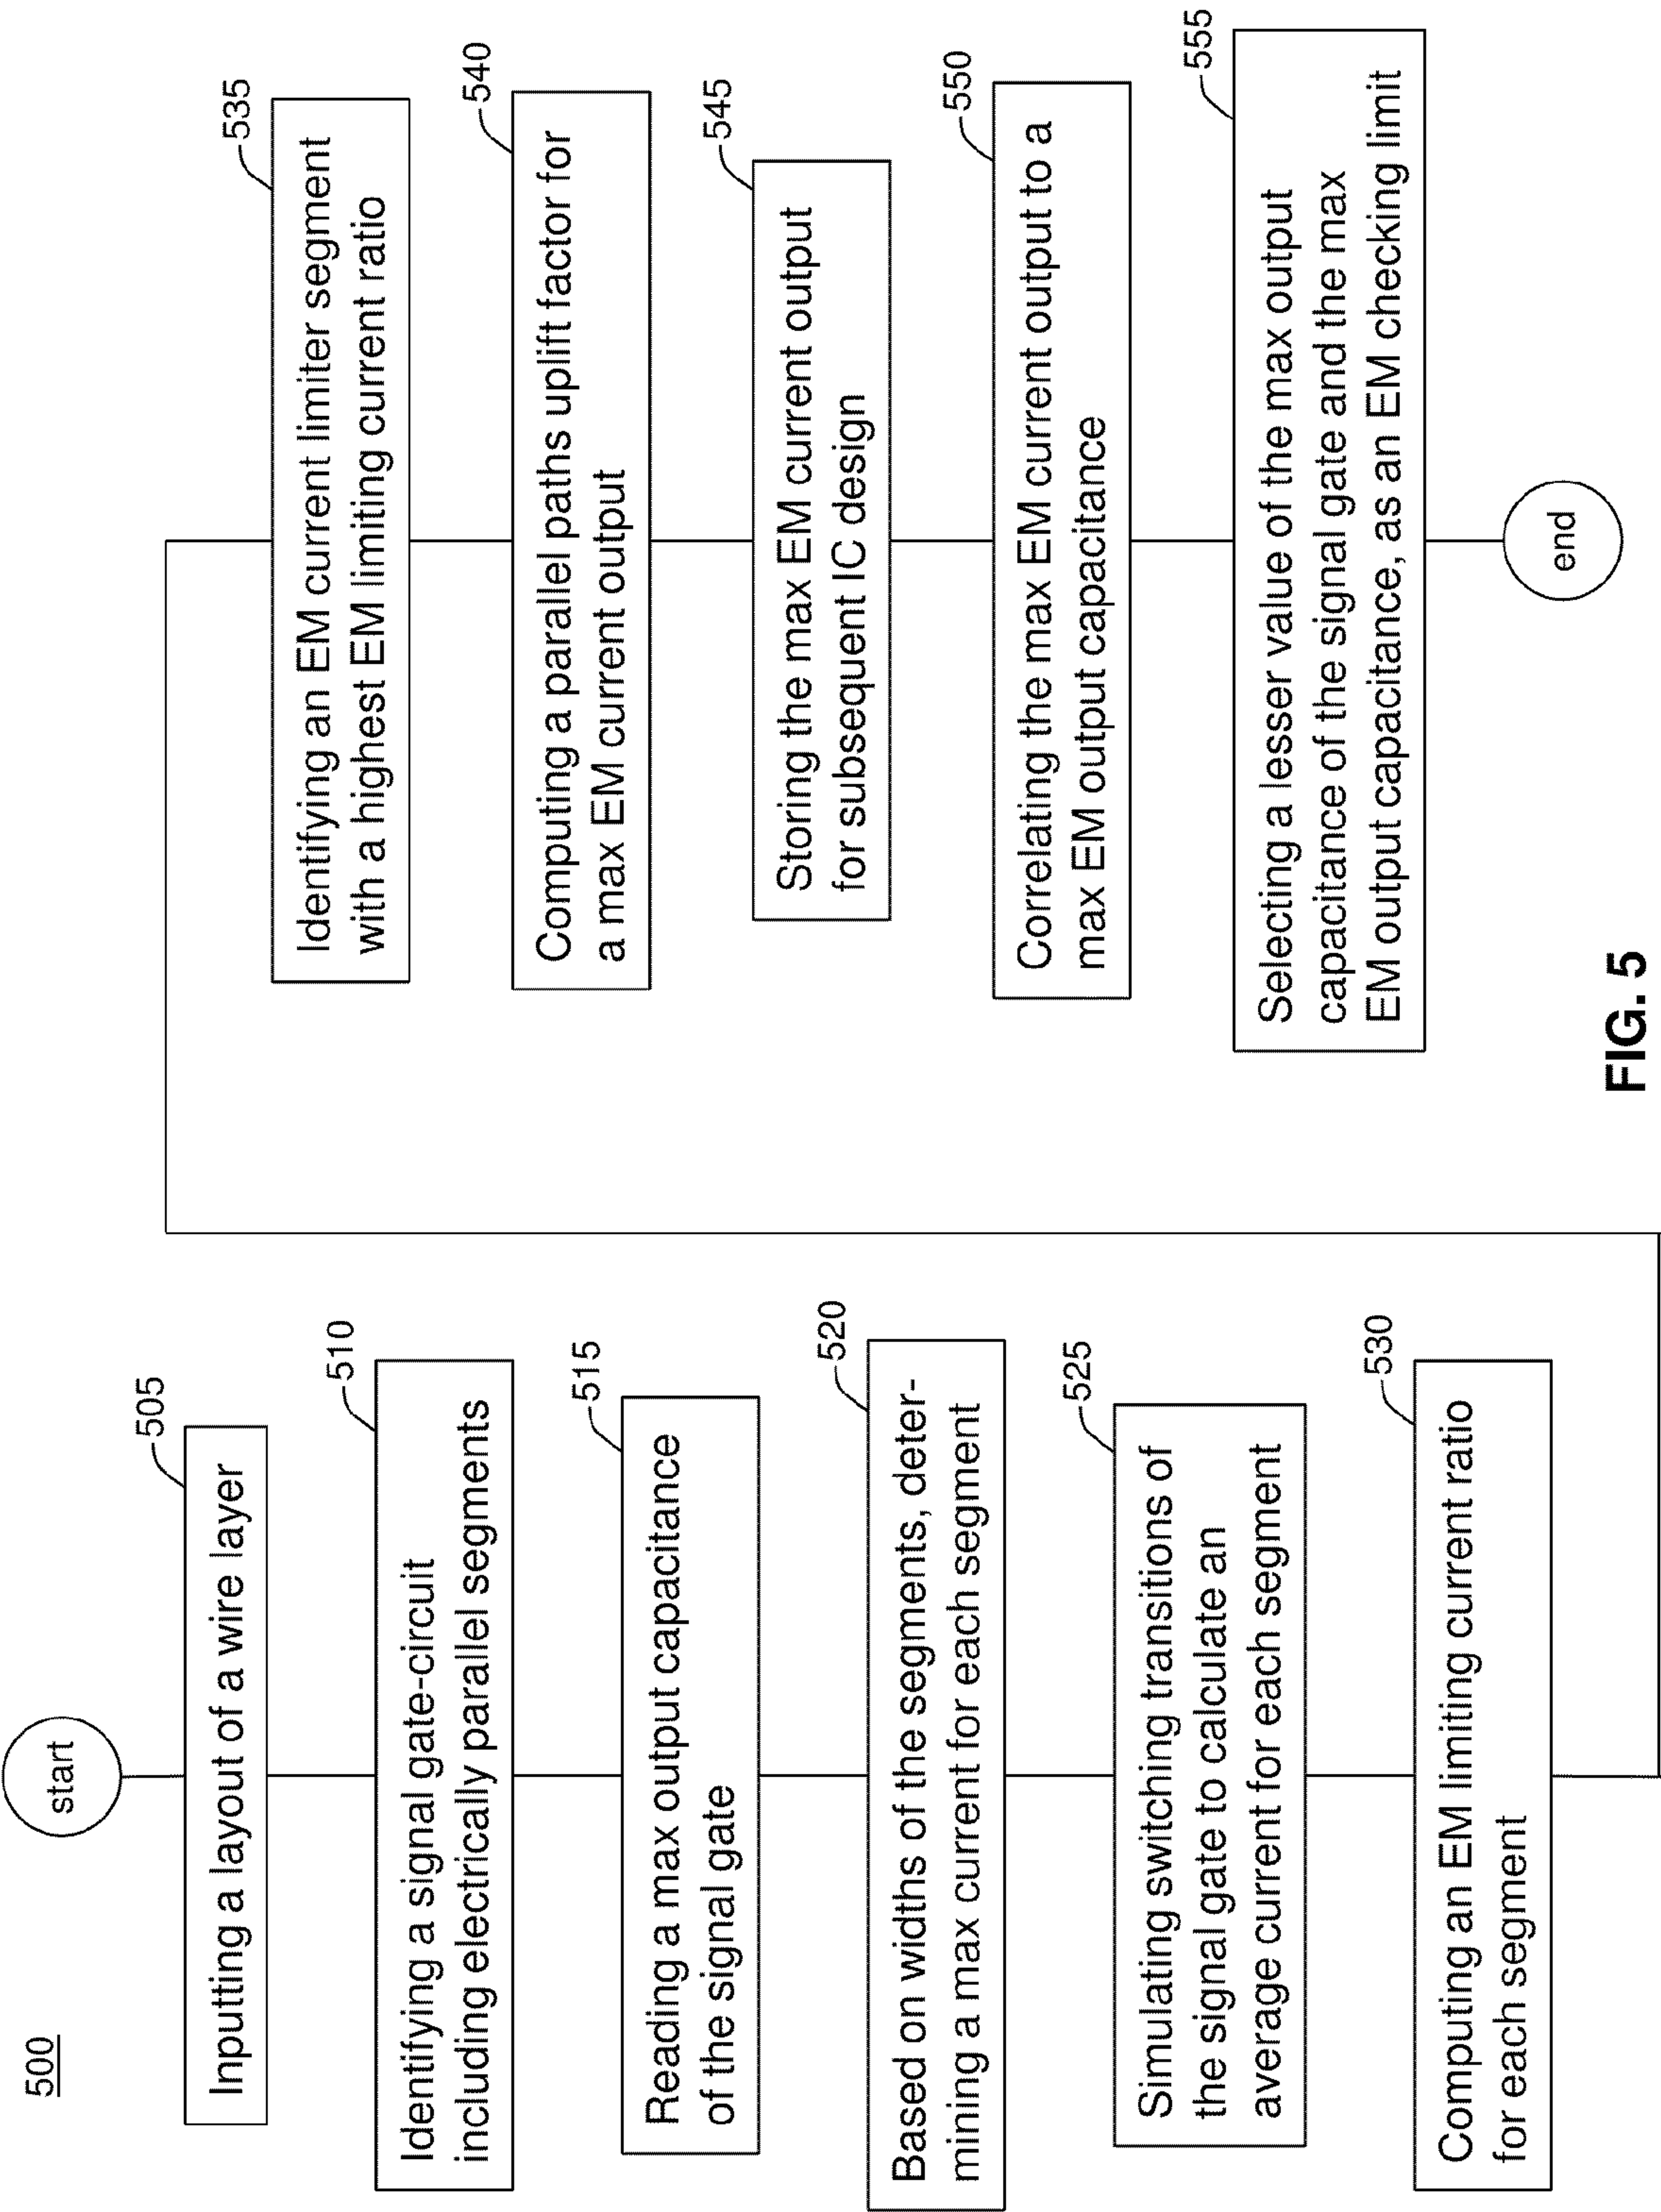 500
start
505
Inputting a layout of a wire layer
510
Identifying a signal gate-circuit
including electrically parallel segments
515
Reading a max output capacitance
of the signal gate
520
Based on widths of the segments, deter-
mining a max current for each segment
525
Simulating switching transitions of
the signal gate to calculate an
average current for each segment
530
Computing an EM limiting current ratio
for each segment
535
Identifying an EM current limiter segment
with a highest EM limiting current ratio
540
Computing a parallel paths uplift factor for
a max EM current output
545
Storing the max EM current output
for subsequent IC design
550
Correlating the max EM current output to a
max EM output capacitance
555
Selecting a lesser value of the max output
capacitance of the signal gate and the max
EM output capacitance, as an EM checking limit
end
FIG. 5